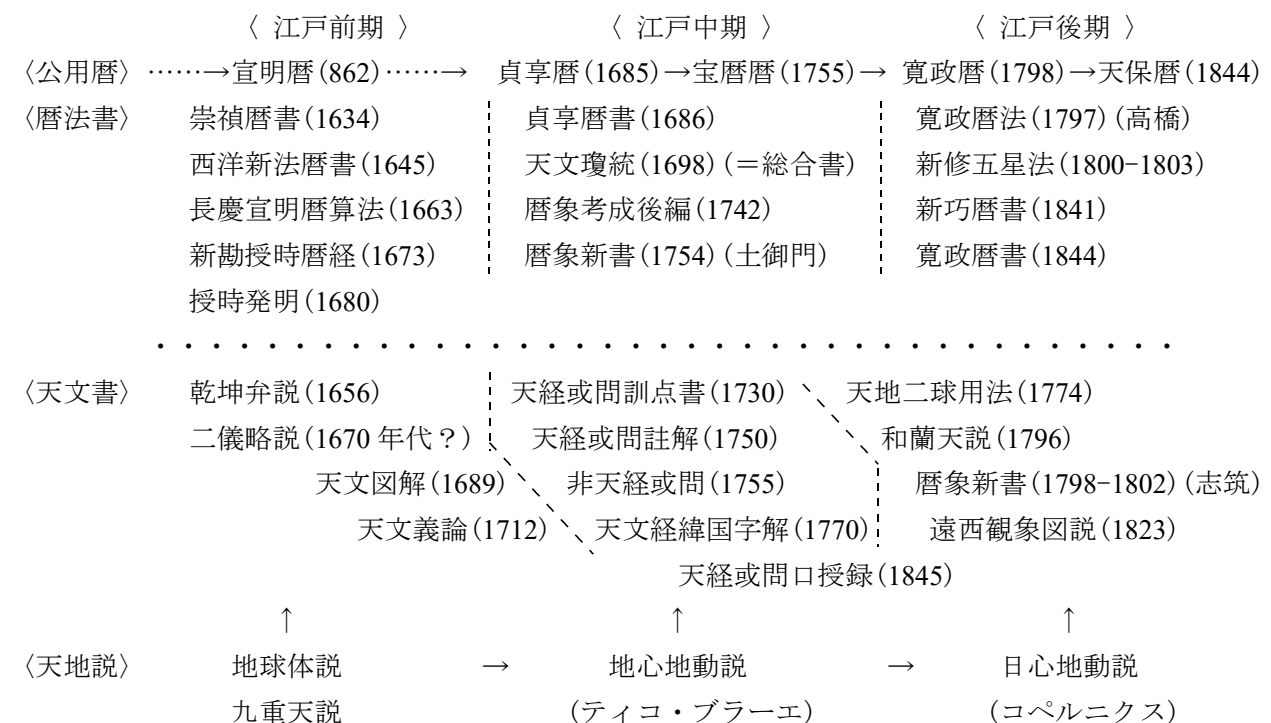 〈 江戸前期 〉 〈 江戸中期 〉 〈 江戸後期 〉
〈公用暦〉 ……→宣明暦(862)……→ 貞享暦(1685)→宝暦暦(1755)→ 寛政暦(1798)→天保暦(1844)
〈暦法書〉 崇禎暦書(1634) 貞享暦書(1686) 寛政暦法(1797)(高橋)
西洋新法暦書(1645) 天文瓊統(1698)(＝総合書) 新修五星法(1800-1803)
長慶宣明暦算法(1663) 暦象考成後編(1742) 新巧暦書(1841)
新勘授時暦経(1673) 暦象新書(1754)(土御門) 寛政暦書(1844)
授時発明(1680)
〈天文書〉 乾坤弁説(1656) 天経或問訓点書(1730) 天地二球用法(1774)
二儀略説(1670 年代？) 天経或問註解(1750) 和蘭天説(1796)
天文図解(1689) 非天経或問(1755) 暦象新書(1798-1802)(志筑)
天文義論(1712) 天文経緯国字解(1770) 遠西観象図説(1823)
天経或問口授録(1845)
↑ ↑ ↑
〈天地説〉 地球体説 → 地心地動説 → 日心地動説
九重天説 (ティコ・ブラーエ) (コペルニクス)